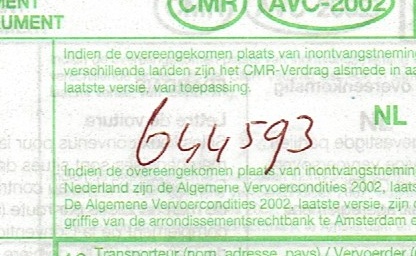 MENT
UMENT
CMR AVC-2002
Indien de overeengekomen plaats van inontvangstneming
verschillende landen zijn het CMR-Verdrag alsmede in aa
laatste versie, van toepassing.
NL
644593
Indien de overeengekomen plaats van inontvangstnemin
Nederland zijn de Algemene Vervoercondities 2002, laats
De Algemene Vervoercondities 2002, laatste versie, zijn g
griffie van de arrondissementsrechtbank te Amsterdam e
Transporteur (nom, adresse, pays) / Vervoerder (